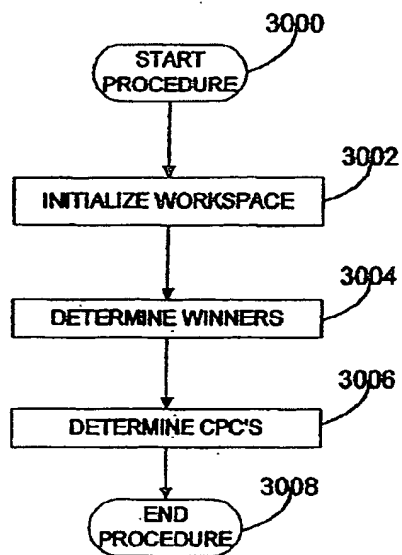 3000
START
PROCEDURE
3002
INITIALIZE WORKSPACE
3004
DETERMINE WINNERS
3006
DETERMINE CPC'S
3008
END
PROCEDURE